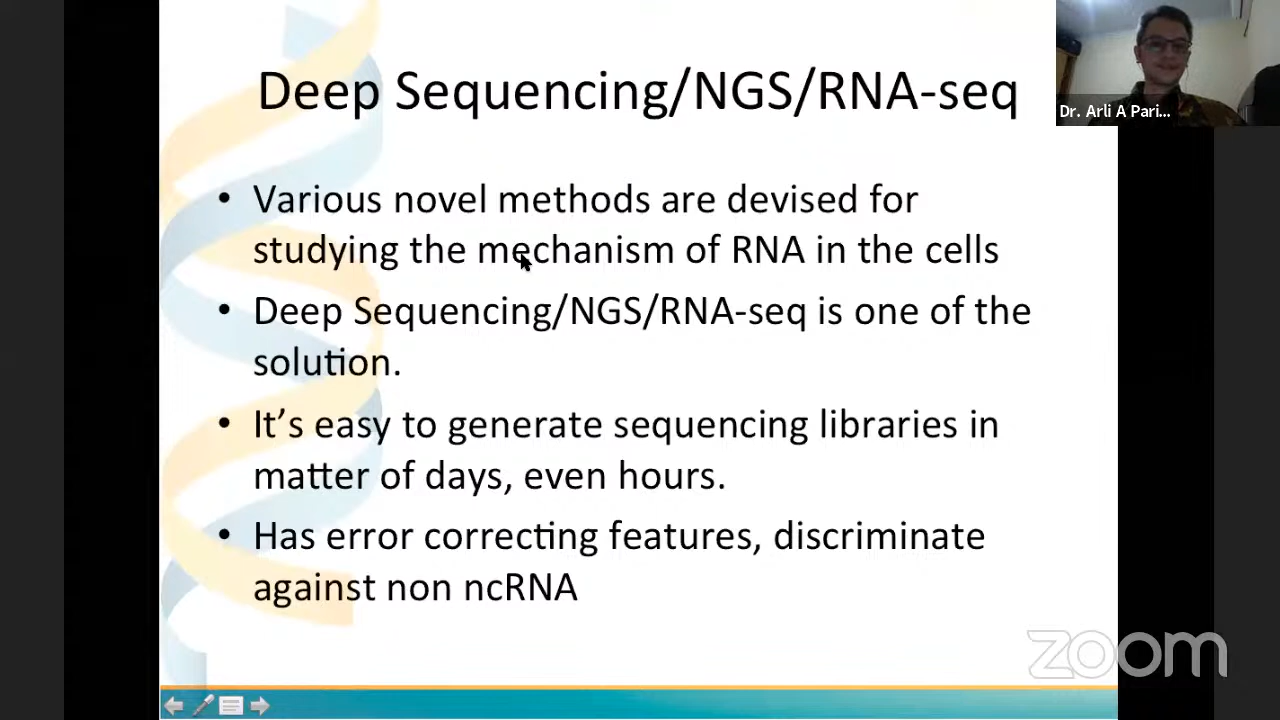 Deep Sequencing/NGS/RNA-seq
Dr. Arli A Pari...
• Various novel methods are devised for
studying the mechanism of RNA in the cells
• Deep Sequencing/NGS/RNA-seq is one of the
solution.
• It's easy to generate sequencing libraries in
matter of days, even hours.
• Has error correcting features, discriminate
against non ncRNA
zoom